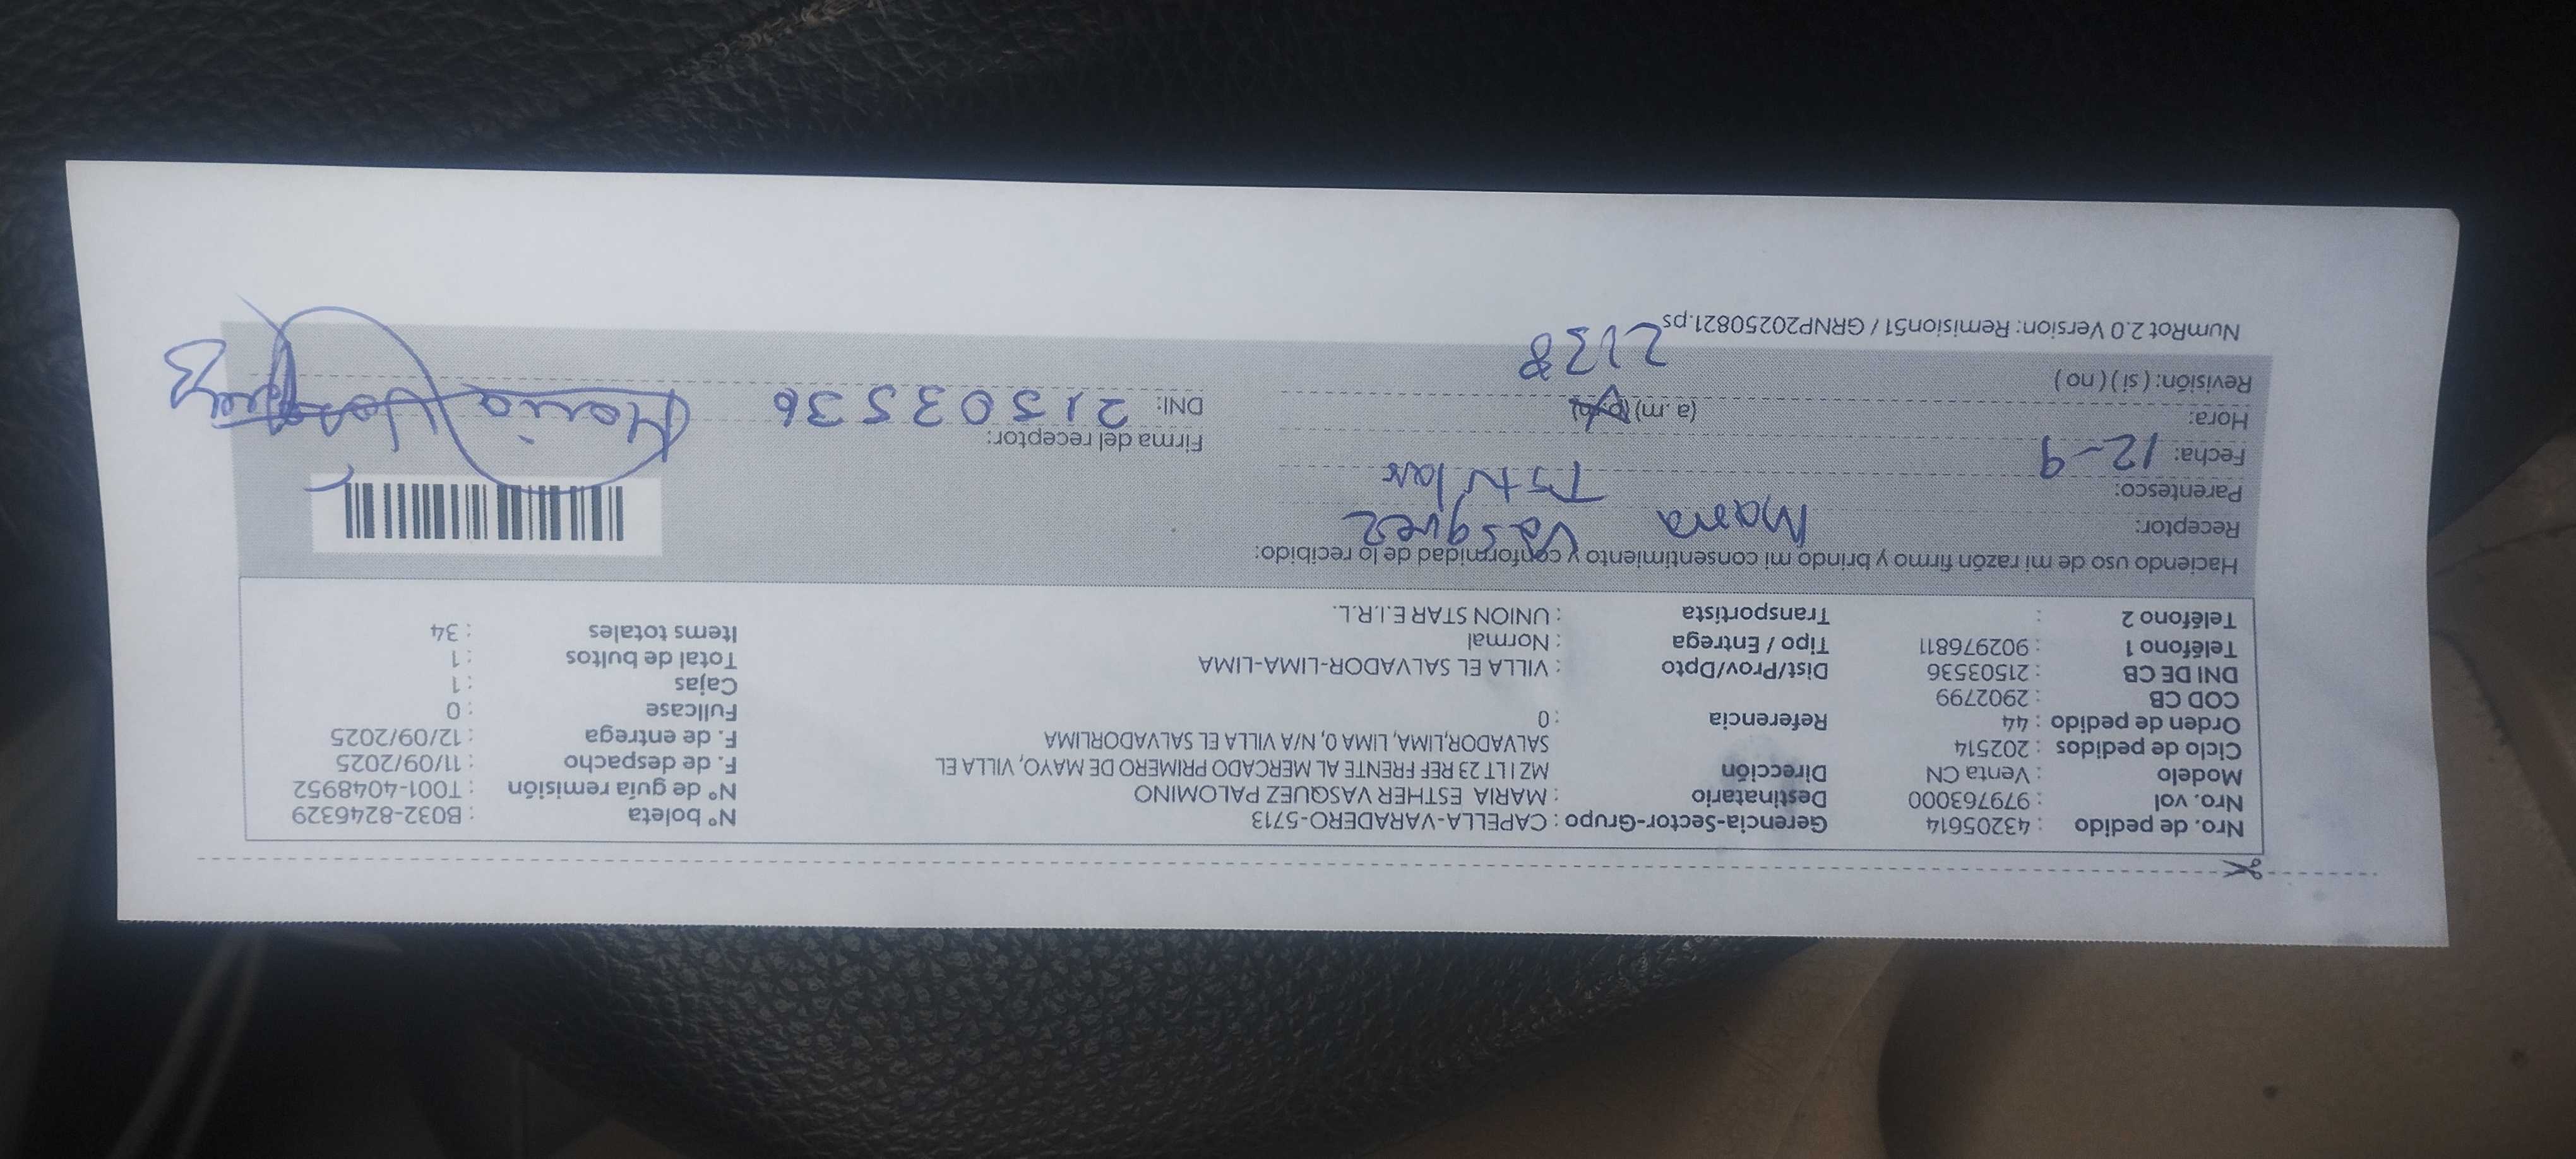 Nro. de pedido : 43205614 Gerencia-Sector-Grupo : CAPELLA-VARADERO-5713 N° boleta : B032-8246329
Nro. vol : 979763000 Destinatario : MARIA ESTHER VASQUEZ PALOMINO N° de guía remisión : T001-4048952
Modelo : Venta CN Dirección MZ I LT 23 REF FRENTE AL MERCADO PRIMERO DE MAYO, VILLA EL F. de despacho : 11/09/2025
Ciclo de pedidos : 202514 SALVADOR,LIMA, LIMA 0, N/A VILLA EL SALVADORLIMA F. de entrega : 12/09/2025
Orden de pedido : 44 Referencia : 0 Fullcase : 0
COD CB : 2902799 Cajas : 1
DNI DE CB : 21503536 Dist/Prov/Dpto : VILLA EL SALVADOR-LIMA-LIMA Total de bultos : 1
Teléfono 1 : 902976811 Tipo / Entrega : Normal Items totales : 34
Teléfono 2 : Transportista : UNION STAR E.I.R.L.
Haciendo uso de mi razón firmo y brindo mi consentimiento y conformidad de lo recibido:
Receptor: Maria Vasquez
Parentesco: Titular
Fecha: 12-9 Firma del receptor: Maria Vasquez
Hora: (a.m) (p.m) DNI: 21503536
Revisión: ( si ) ( no ) 2138
NumRot 2.0 Version: Remision51 / GRNP20250821.ps